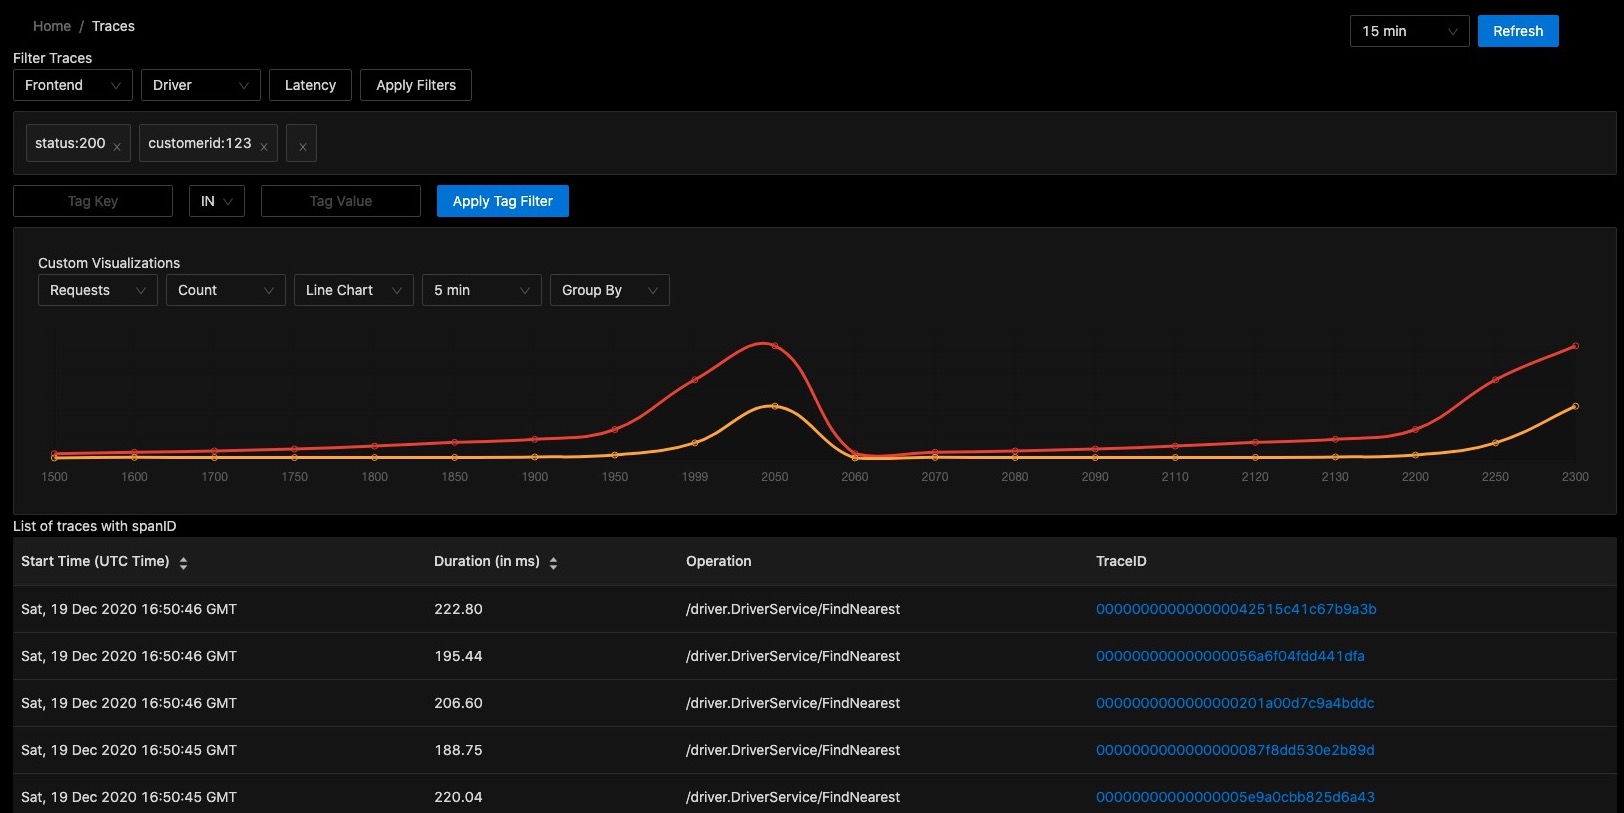 Home / Traces
15 min Refresh
Filter Traces
Frontend Driver Latency Apply Filters
status:200 x customerid:123 x x
Tag Key IN Tag Value Apply Tag Filter
Custom Visualizations
Requests Count Line Chart 5 min Group By
1500 1600 1700 1750 1800 1850 1900 1950 1999 2050 2060 2070 2080 2090 2110 2120 2130 2200 2250 2300
List of traces with spanID
Start Time (UTC Time) Duration (in ms) Operation TraceID
Sat, 19 Dec 2020 16:50:46 GMT 222.80 /driver.DriverService/FindNearest 000000000000000042515c41c67b9a3b
Sat, 19 Dec 2020 16:50:46 GMT 195.44 /driver.DriverService/FindNearest 000000000000000056a6f04fdd441dfa
Sat, 19 Dec 2020 16:50:46 GMT 206.60 /driver.DriverService/FindNearest 0000000000000000201a00d7c9a4bddc
Sat, 19 Dec 2020 16:50:45 GMT 188.75 /driver.DriverService/FindNearest 0000000000000000087f8dd530e2b89d
Sat, 19 Dec 2020 16:50:45 GMT 220.04 /driver.DriverService/FindNearest 00000000000000005e9a0cbb825d6a43